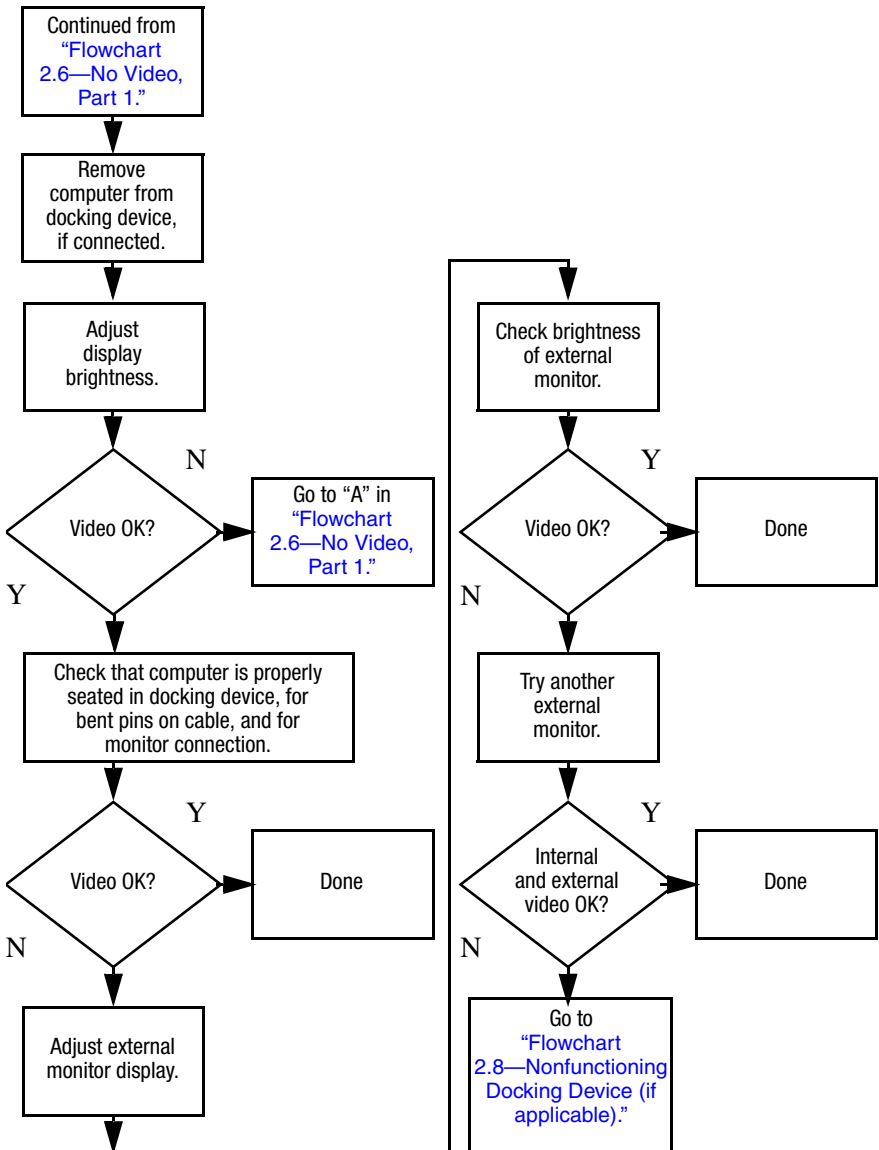 Continued from
“Flowchart
2.6—No Video,
Part 1.”
Remove
computer from
docking device,
if connected.
Adjust
display
brightness.
N
Video OK?
Go to “A” in
“Flowchart
2.6—No Video,
Part 1.”
Y
Check that computer is properly
seated in docking device, for
bent pins on cable, and for
monitor connection.
Y
Video OK?
Done
N
Adjust external
monitor display.
Check brightness
of external
monitor.
Y
Video OK?
Done
N
Try another
external
monitor.
Y
Internal
and external
video OK?
Done
N
Go to
“Flowchart
2.8—Nonfunctioning
Docking Device (if
applicable).”